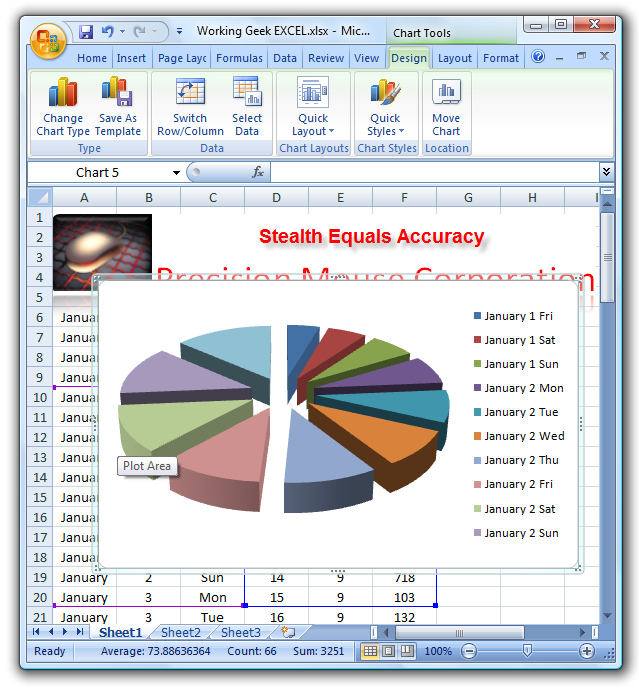 Working Geek EXCEL.xlsx - Mic... Chart Tools
Home Insert Page Layc Formulas Data Review View Design Layout Format
Change Chart Type Save As Template Switch Row/Column Select Data Quick Layout Quick Styles Move Chart
Type Data Chart Layouts Chart Styles Location
Chart 5 fx
A B C D E F G H I
1
2 Stealth Equals Accuracy
3
4 Precision Mouse Corporation
5
6 January January 1 Fri
7 January January 1 Sat
8 January January 1 Sun
9 January January 2 Mon
10 January January 2 Tue
11 January January 2 Wed
12 January January 2 Thu
13 January January 2 Fri
Plot Area
14 January January 2 Sat
15 January January 2 Sun
16 January
17 January
18 January
19 January 2 Sun 14 9 718
20 January 3 Mon 15 9 103
21 January 3 Tue 16 9 132
Sheet1 Sheet2 Sheet3
Ready Average: 73.88636364 Count: 66 Sum: 3251 100%